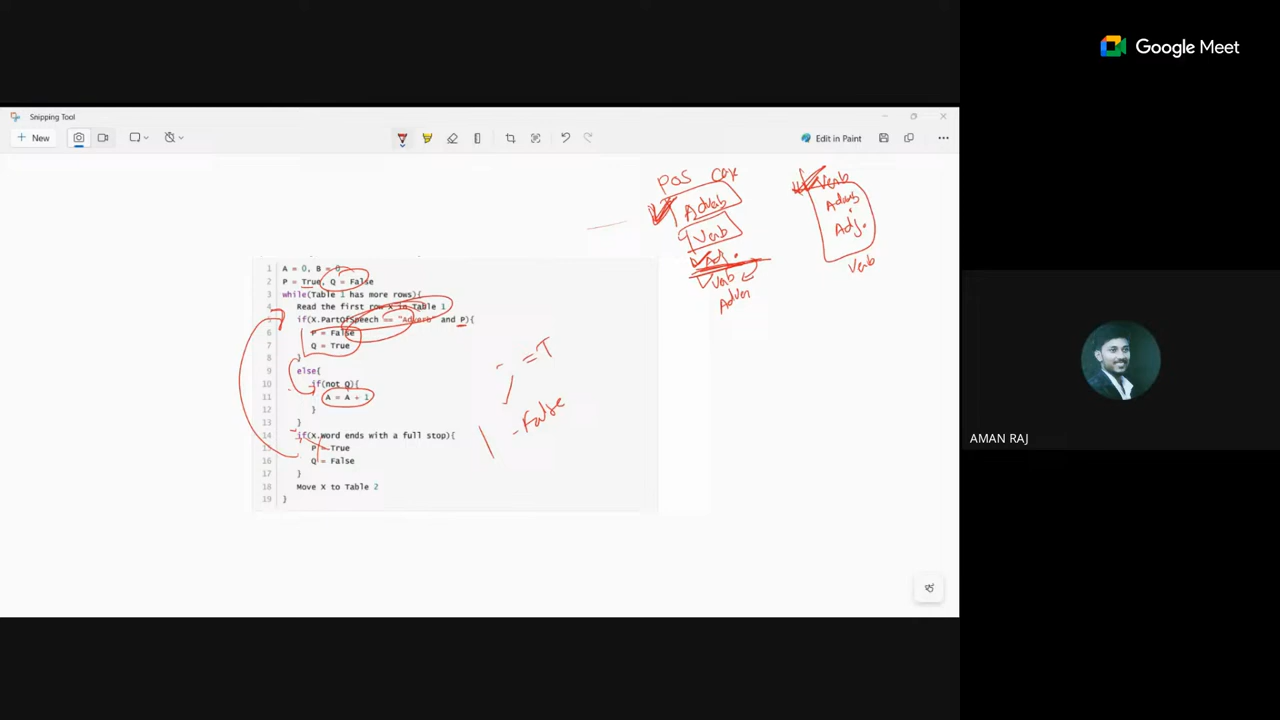 Google Meet
Snipping Tool
New
Edit in Paint
POS
Adverb
Verb
Adj.
Verb
Verb
Adverb
Adj.
Verb
1 A = 0, B = 0
2 P = True, Q = False
3 while(Table 1 has more rows){
4 Read the first row X in Table 1
5 if(X.PartOfSpeech == "Adverb" and P){
6 P = False
7 Q = True
8 }
9 else{
10 if(not Q){
11 A = A + 1
12 }
13 }
14 if(X.word ends with a full stop){
15 P = True
16 Q = False
17 }
18 Move X to Table 2
19 }
= T
- False
AMAN RAJ